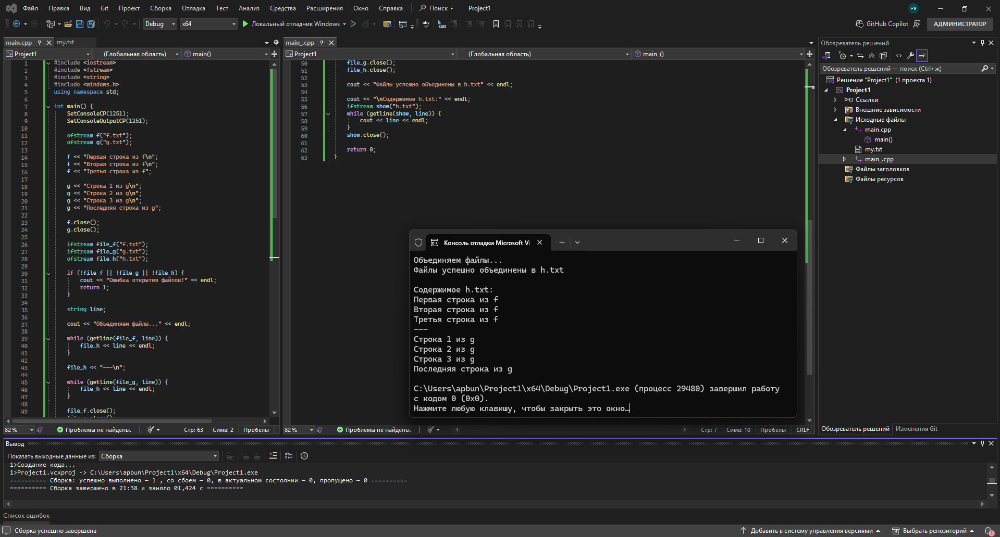 Файл Правка Вид Git Проект Сборка Отладка Тест Анализ Средства Расширения Окно Справка Поиск Project1
Debug x64 Локальный отладчик Windows GitHub Copilot АДМИНИСТРАТОР
main.cpp my.txt
Project1 (Глобальная область) main()
1 #include <iostream>
2 #include <fstream>
3 #include <string>
4 #include <windows.h>
5 using namespace std;
6
7 int main() {
8 SetConsoleCP(1251);
9 SetConsoleOutputCP(1251);
10
11 ofstream f("f.txt");
12 ofstream g("g.txt");
13
14 f << "Первая строка из f\n";
15 f << "Вторая строка из f\n";
16 f << "Третья строка из f";
17
18 g << "Строка 1 из g\n";
19 g << "Строка 2 из g\n";
20 g << "Строка 3 из g\n";
21 g << "Последняя строка из g";
22
23 f.close();
24 g.close();
25
26 ifstream file_f("f.txt");
27 ifstream file_g("g.txt");
28 ofstream file_h("h.txt");
29
30 if (!file_f || !file_g || !file_h) {
31 cout << "Ошибка открытия файлов!" << endl;
32 return 1;
33 }
34
35 string line;
36
37 cout << "Объединяем файлы..." << endl;
38
39 while (getline(file_f, line)) {
40 file_h << line << endl;
41 }
42
43 file_h << "---\n";
44
45 while (getline(file_g, line)) {
46 file_h << line << endl;
47 }
48
49 file_f.close();
82 % Проблемы не найдены. Стр: 63 Симв: 2 Пробелы
main_.cpp
Project1 (Глобальная область) main_()
50 file_g.close();
51 file_h.close();
52
53 cout << "Файлы успешно объединены в h.txt" << endl;
54
55 cout << "\nСодержимое h.txt:" << endl;
56 ifstream show("h.txt");
57 while (getline(show, line)) {
58 cout << line << endl;
59 }
60 show.close();
61
62 return 0;
63 }
82 % Проблемы не найдены. Стр: 7 Симв: 10 Пробелы CRLF
Консоль отладки Microsoft Vi
Объединяем файлы...
Файлы успешно объединены в h.txt
Содержимое h.txt:
Первая строка из f
Вторая строка из f
Третья строка из f
---
Строка 1 из g
Строка 2 из g
Строка 3 из g
Последняя строка из g
C:\Users\apbun\Project1\x64\Debug\Project1.exe (процесс 29480) завершил работу
с кодом 0 (0x0).
Нажмите любую клавишу, чтобы закрыть это окно…
Обозреватель решений
Обозреватель решений — поиск (Ctrl+ж)
Решение "Project1" (1 проекта 1)
Project1
Ссылки
Внешние зависимости
Исходные файлы
main.cpp
main()
my.txt
main_.cpp
Файлы заголовков
Файлы ресурсов
Обозреватель решений Изменения Git
Вывод
Показать выходные данные из: Сборка
1>Создание кода...
1>Project1.vcxproj -> C:\Users\apbun\Project1\x64\Debug\Project1.exe
========== Сборка: успешно выполнено — 1 , со сбоем — 0, в актуальном состоянии — 0, пропущено — 0 ==========
========== Сборка завершено в 21:38 и заняло 01,424 с ==========
Список ошибок
Сборка успешно завершена Добавить в систему управления версиями Выбрать репозиторий 1